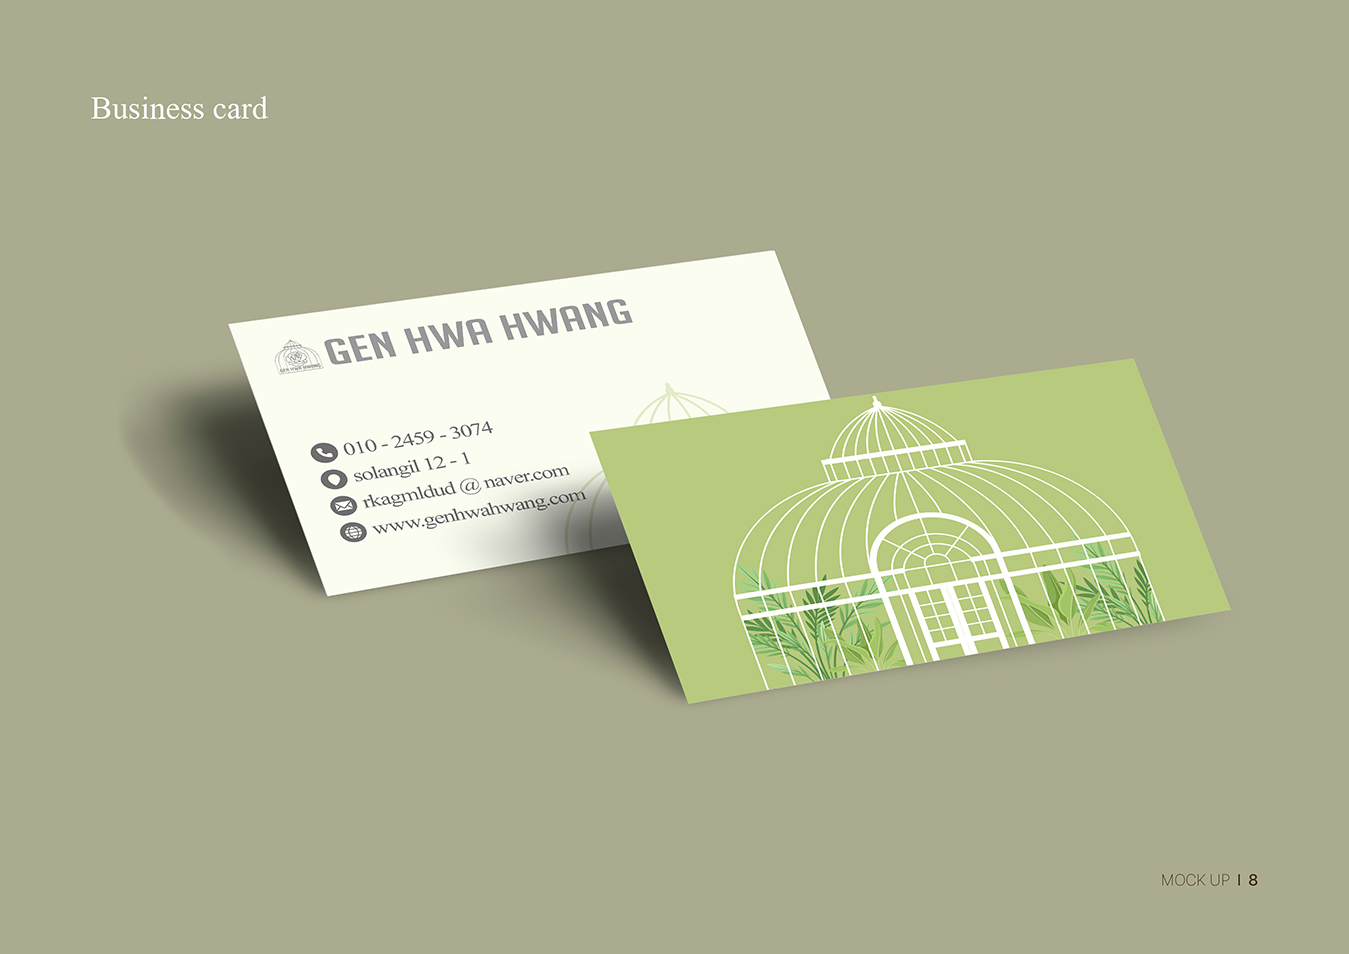 Business card
GEN HWA HWANG
GEN HWA HWANG
010 - 2459 - 3074
solangil 12 - 1
rkagmldud @ naver.com
www.genhwahwang.com
MOCK UP | 8